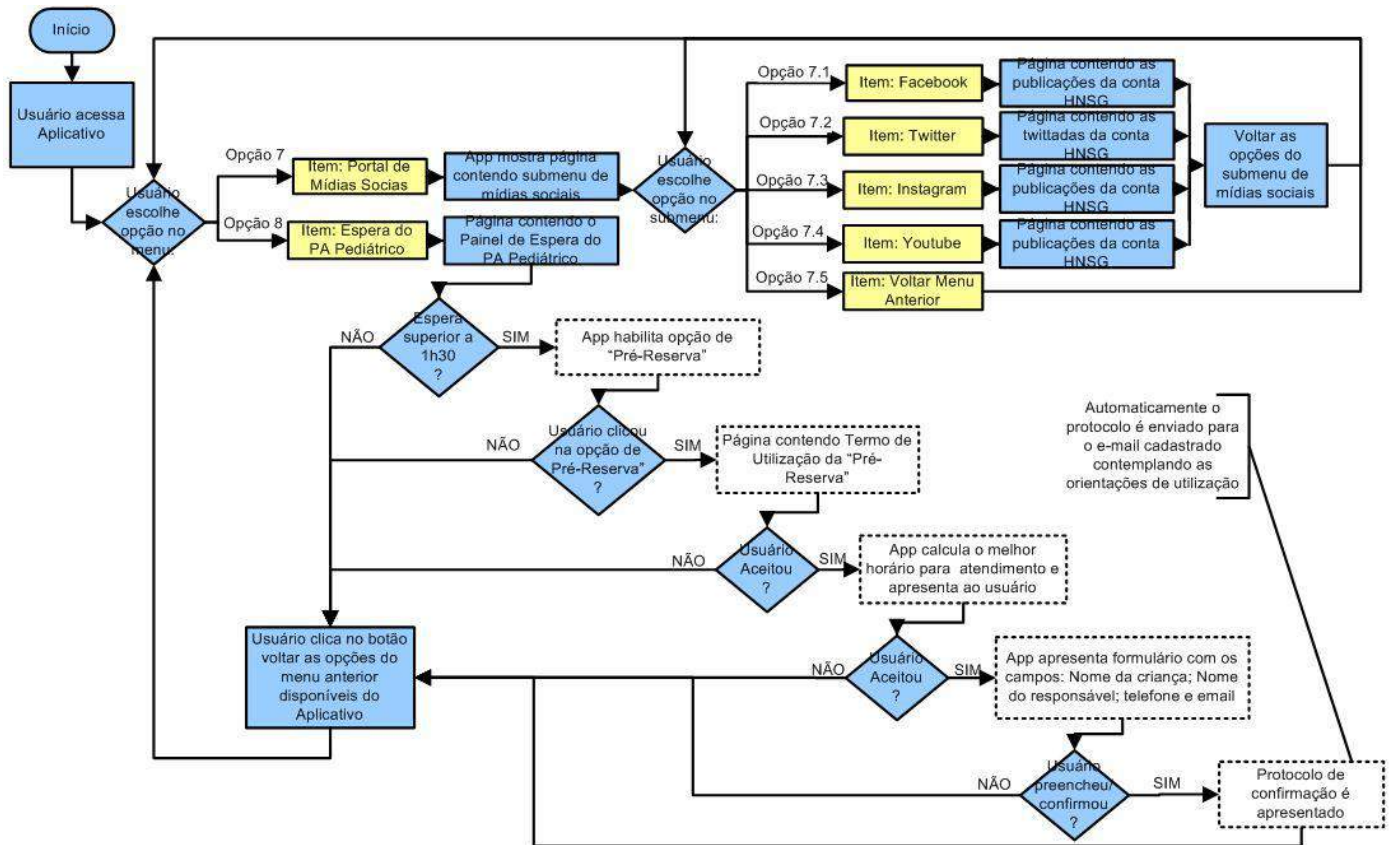 Início
Usuário acessa
Aplicativo
Usuário
escolhe
opção no
menu:
Opção 7
Item: Portal de
Mídias Socias
App mostra página
contendo submenu de
mídias sociais
Opção 8
Item: Espera do
PA Pediátrico
Página contendo o
Painel de Espera do
PA Pediátrico
Usuário
escolhe
opção no
submenu:
Opção 7.1
Item: Facebook
Página contendo as
publicações da conta
HNSG
Opção 7.2
Item: Twitter
Página contendo as
twittadas da conta
HNSG
Opção 7.3
Item: Instagram
Página contendo as
publicações da conta
HNSG
Opção 7.4
Item: Youtube
Página contendo as
publicações da conta
HNSG
Opção 7.5
Item: Voltar Menu
Anterior
Voltar as
opções do
submenu de
mídias sociais
Espera
superior a
1h30
?
NÃO
SIM
App habilita opção de
“Pré-Reserva”
Usuário clicou
na opção de
Pré-Reserva”
?
NÃO
SIM
Página contendo Termo de
Utilização da “Pré-
Reserva”
Automaticamente o
protocolo é enviado para
o e-mail cadastrado
contemplando as
orientações de utilização
Usuário
Aceitou
?
NÃO
SIM
App calcula o melhor
horário para atendimento e
apresenta ao usuário
Usuário clica no botão
voltar as opções do
menu anterior
disponíveis do
Aplicativo
Usuário
Aceitou
?
NÃO
SIM
App apresenta formulário com os
campos: Nome da criança; Nome
do responsável; telefone e email
Usuário
preencheu/
confirmou
?
NÃO
SIM
Protocolo de
confirmação é
apresentado